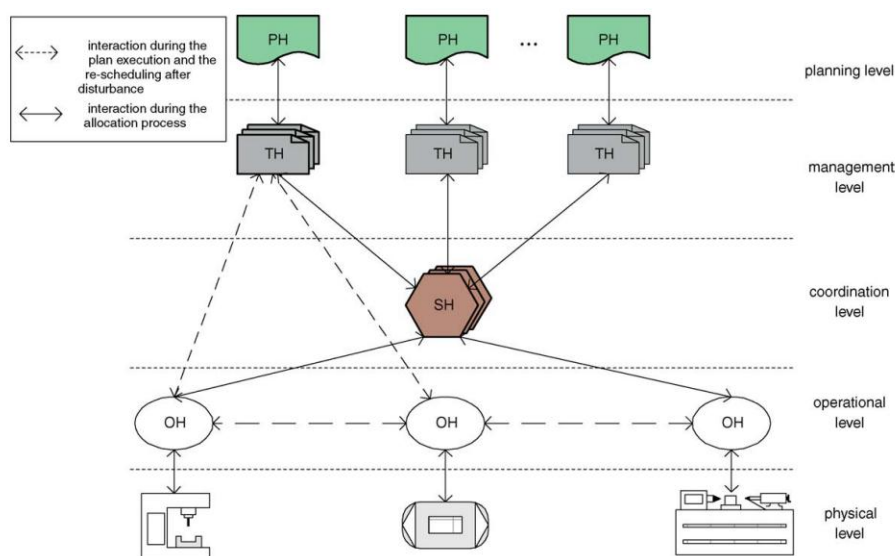 interaction during the
plan execution and the
re-scheduling after
disturbance
interaction during the
allocation process
PH
PH
...
PH
planning level
TH
TH
TH
management
level
SH
coordination
level
OH
OH
OH
operational
level
physical
level